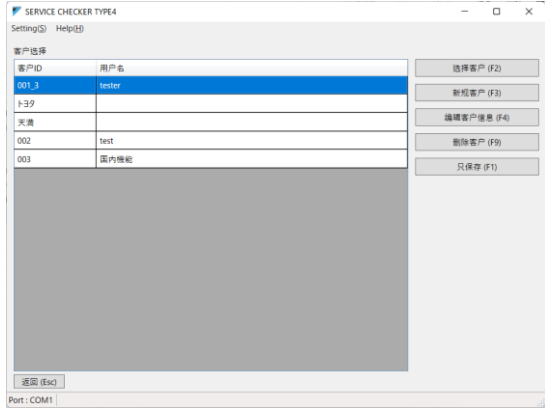 SERVICE CHECKER TYPE4
Setting(S) Help(H)
客户选择
客户ID 用户名
001_3 tester
トヨタ
天満
002 test
003 国内機能
选择客户 (F2)
新规客户 (F3)
编辑客户信息 (F4)
删除客户 (F9)
只保存 (F1)
返回 (Esc)
Port : COM1